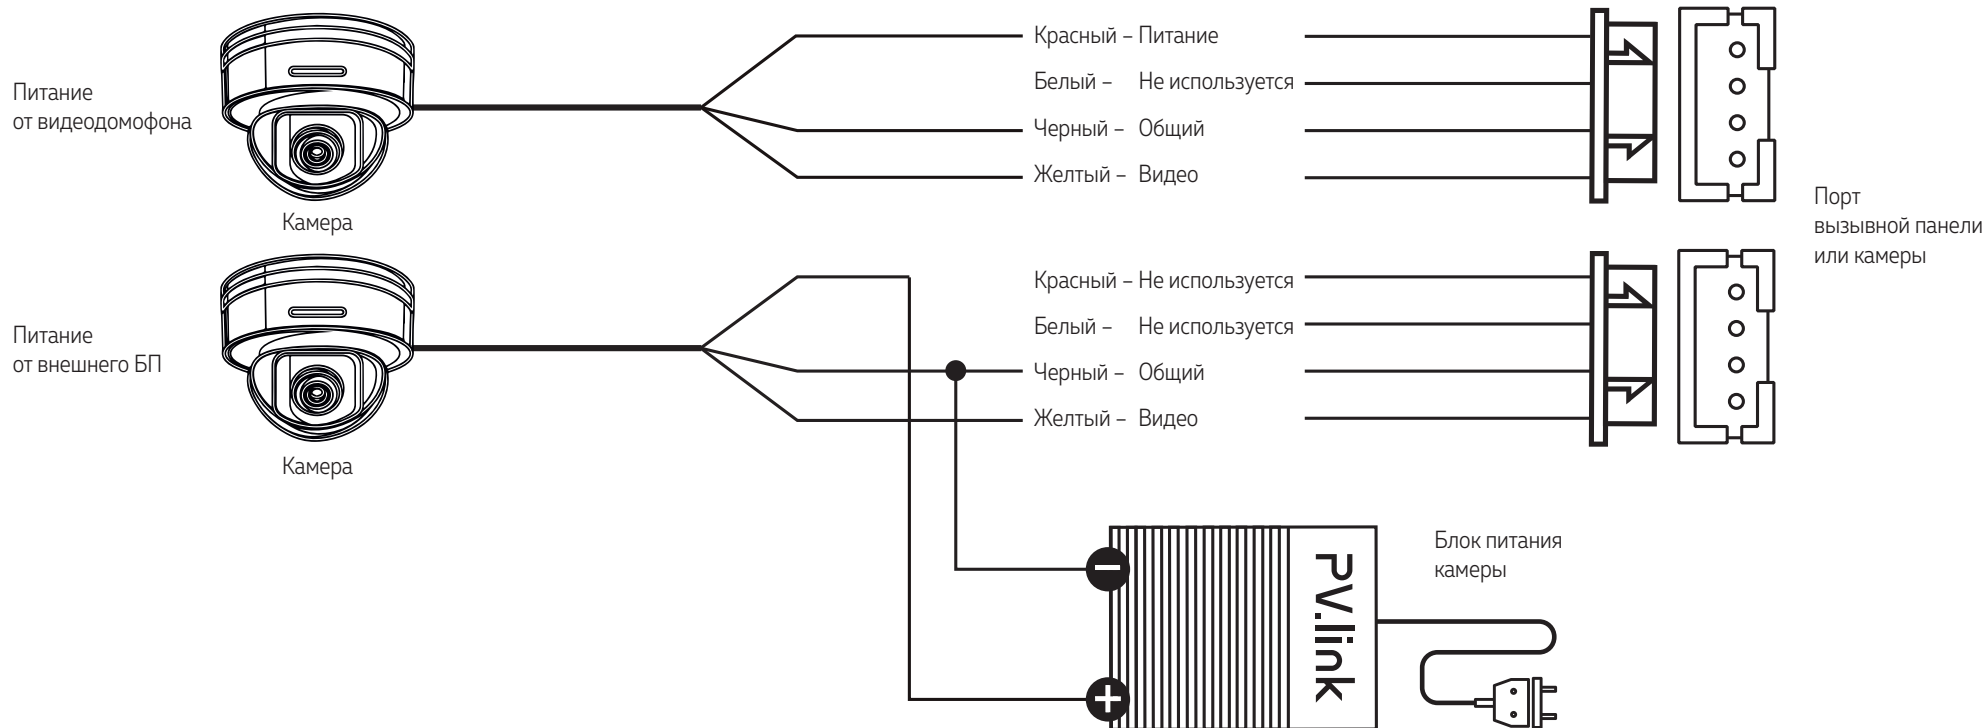 Питание
от видеодомофона
Камера
Красный – Питание
Белый – Не используется
Черный – Общий
Желтый – Видео
Порт
вызывной панели
или камеры
Питание
от внешнего БП
Камера
Красный – Не используется
Белый – Не используется
Черный – Общий
Желтый – Видео
Блок питания
камеры
PV.link